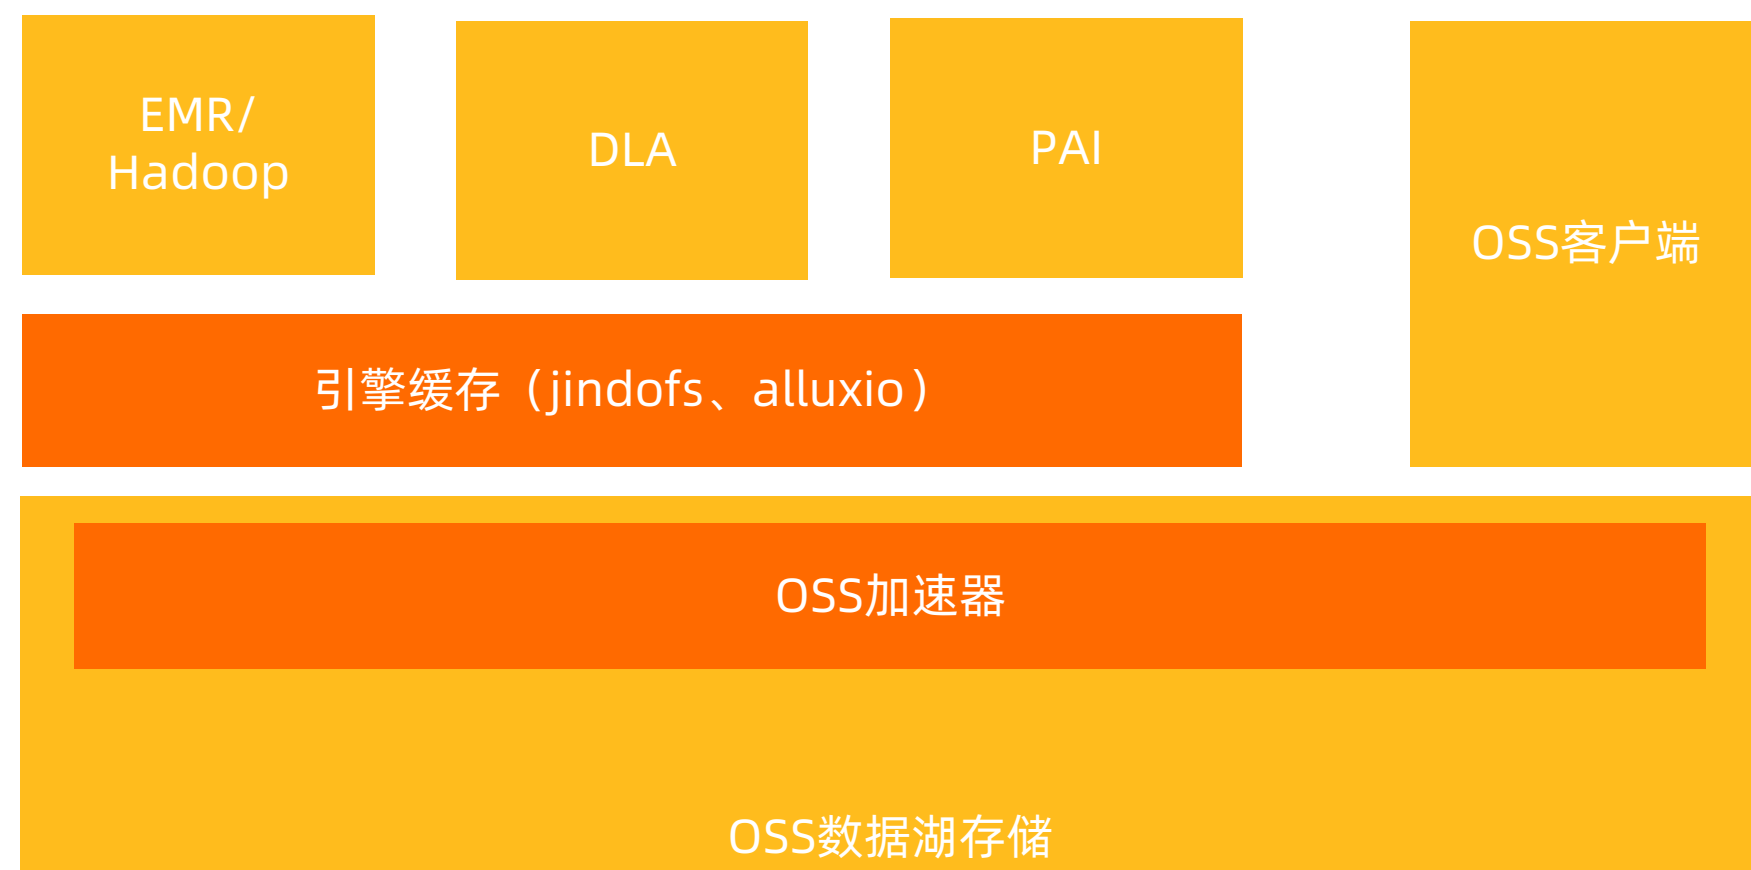 EMR/
Hadoop
DLA
PAI
OSS客户端
引擎缓存（jindofs、alluxio）
OSS加速器
OSS数据湖存储